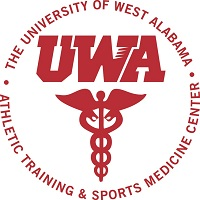 THE UNIVERSITY OF WEST ALABAMA
UWA
• ATHLETIC TRAINING & SPORTS MEDICINE CENTER •